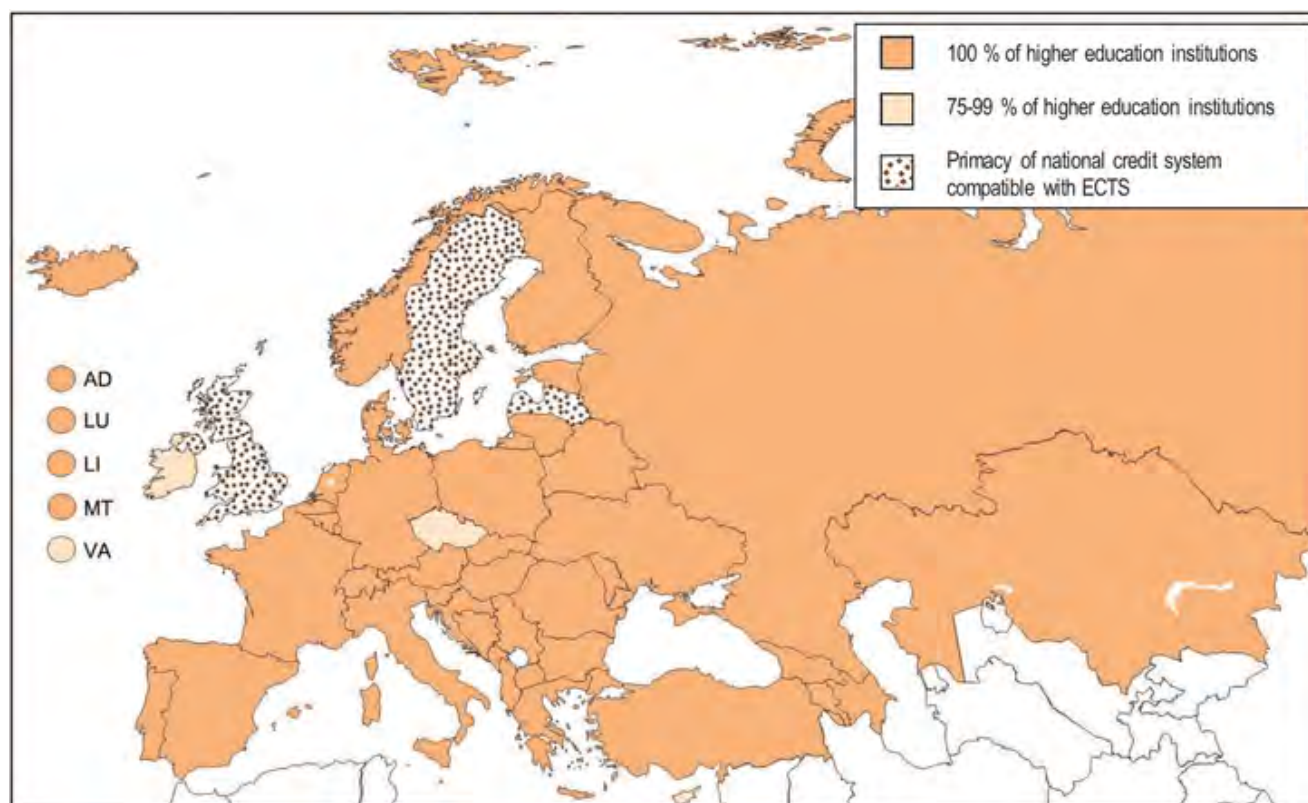 100 % of higher education institutions
75-99 % of higher education institutions
Primacy of national credit system
compatible with ECTS
AD
LU
LI
MT
VA